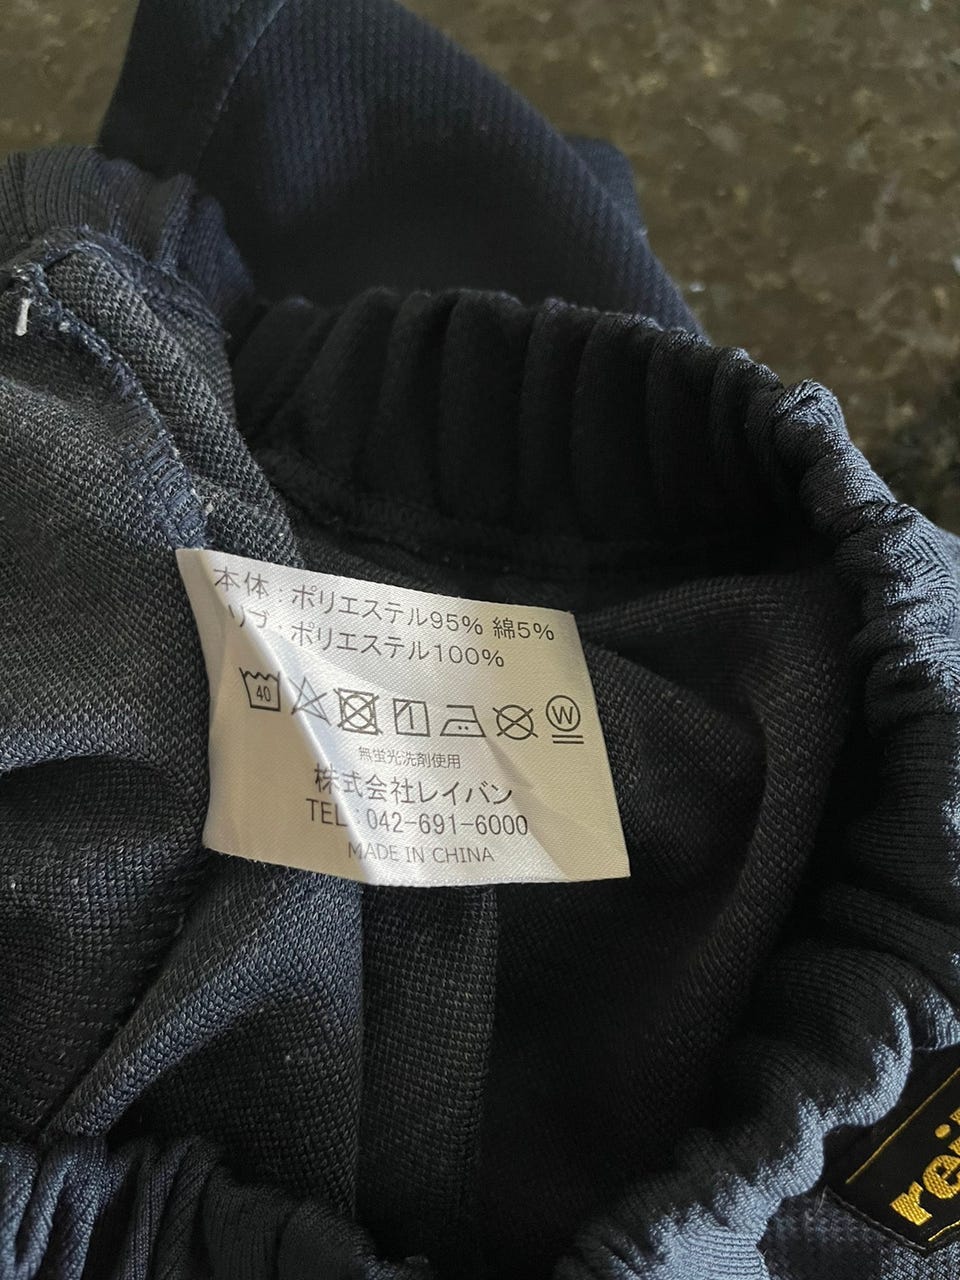 本体：ポリエステル95% 綿5%
リブ：ポリエステル100%
40 W
無蛍光洗剤使用
株式会社レイバン
TEL：042-691-6000
MADE IN CHINA